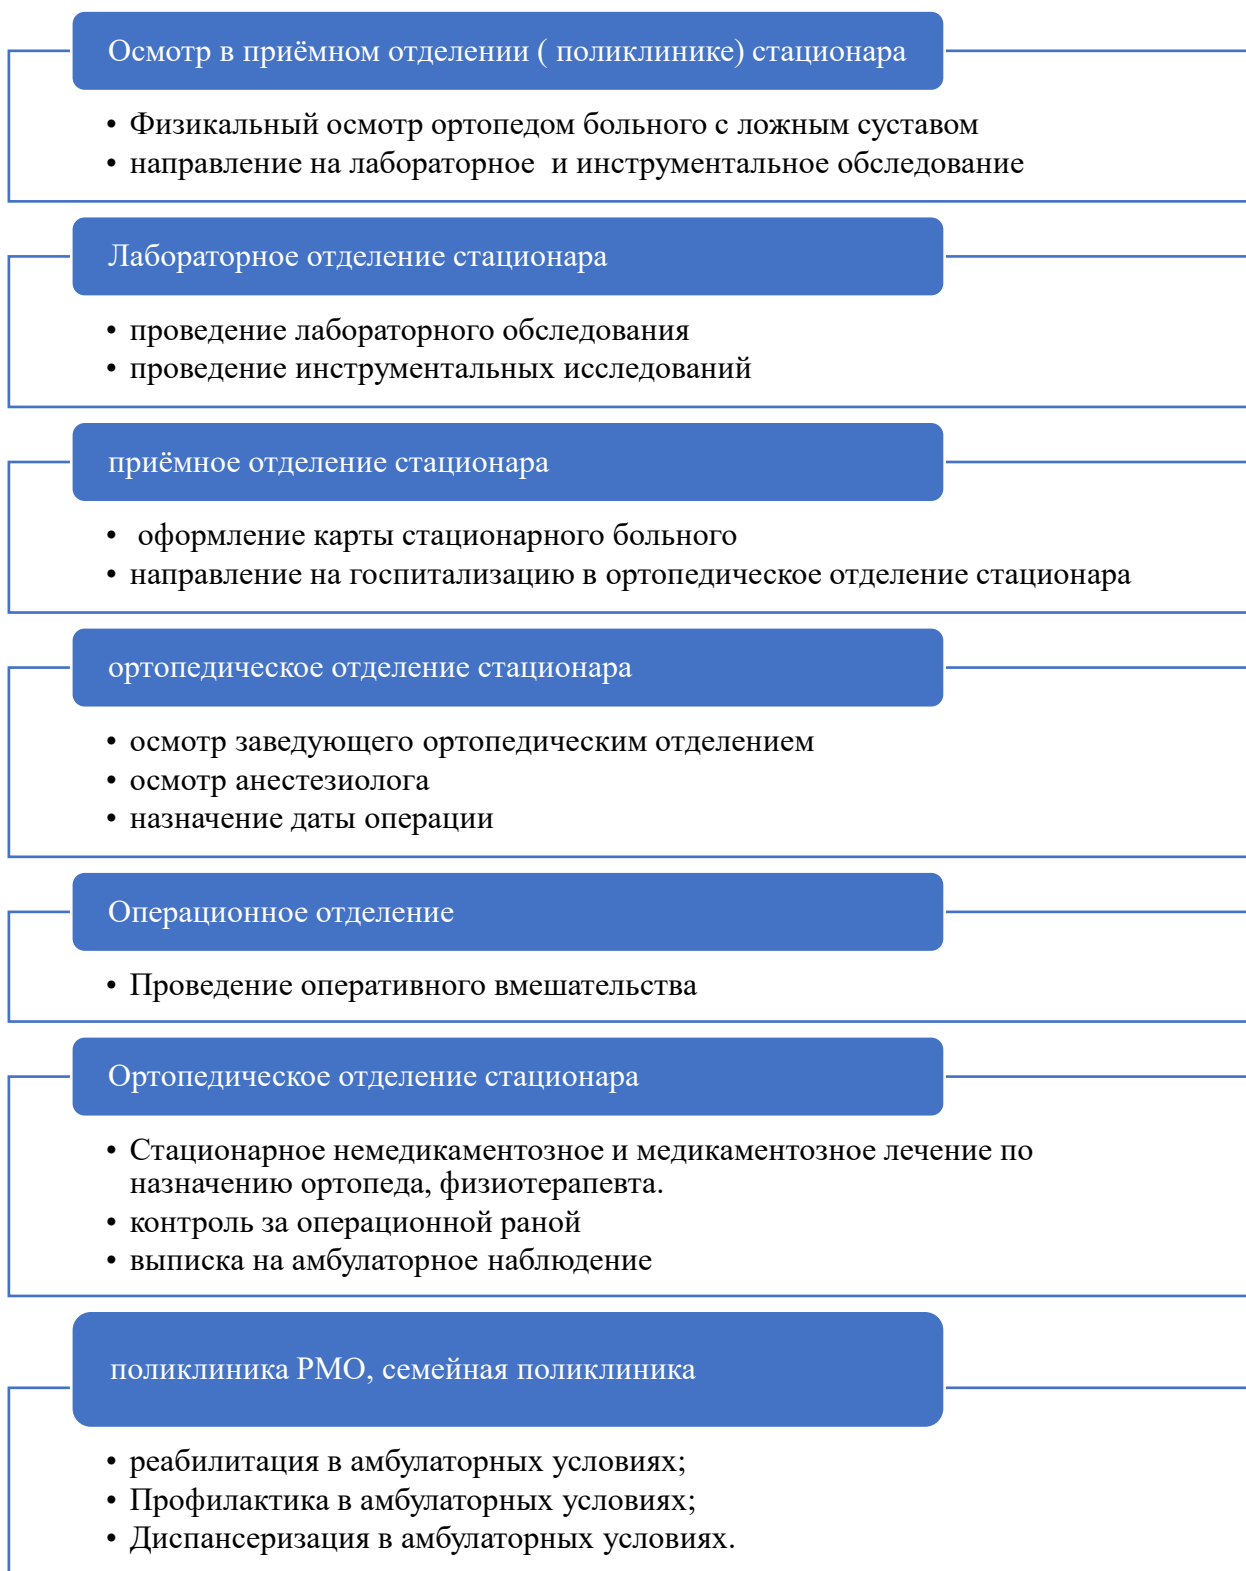 Осмотр в приёмном отделении ( поликлинике) стационара
• Физикальный осмотр ортопедом больного с ложным суставом
• направление на лабораторное и инструментальное обследование
Лабораторное отделение стационара
• проведение лабораторного обследования
• проведение инструментальных исследований
приёмное отделение стационара
• оформление карты стационарного больного
• направление на госпитализацию в ортопедическое отделение стационара
ортопедическое отделение стационара
• осмотр заведующего ортопедическим отделением
• осмотр анестезиолога
• назначение даты операции
Операционное отделение
• Проведение оперативного вмешательства
Ортопедическое отделение стационара
• Стационарное немедикаментозное и медикаментозное лечение по
назначению ортопеда, физиотерапевта.
• контроль за операционной раной
• выписка на амбулаторное наблюдение
поликлиника РМО, семейная поликлиника
• реабилитация в амбулаторных условиях;
• Профилактика в амбулаторных условиях;
• Диспансеризация в амбулаторных условиях.